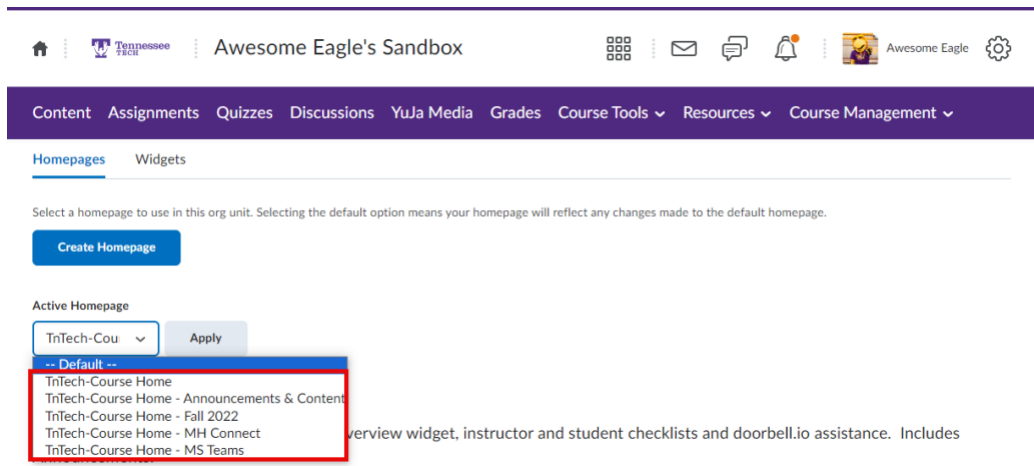 Tennessee TECH Awesome Eagle's Sandbox Awesome Eagle
Content Assignments Quizzes Discussions YuJa Media Grades Course Tools Resources Course Management
Homepages Widgets
Select a homepage to use in this org unit. Selecting the default option means your homepage will reflect any changes made to the default homepage.
Create Homepage
Active Homepage
TnTech-Cou Apply
-- Default --
TnTech-Course Home
TnTech-Course Home - Announcements & Content
TnTech-Course Home - Fall 2022
TnTech-Course Home - MH Connect verview widget, instructor and student checklists and doorbell.io assistance. Includes
TnTech-Course Home - MS Teams